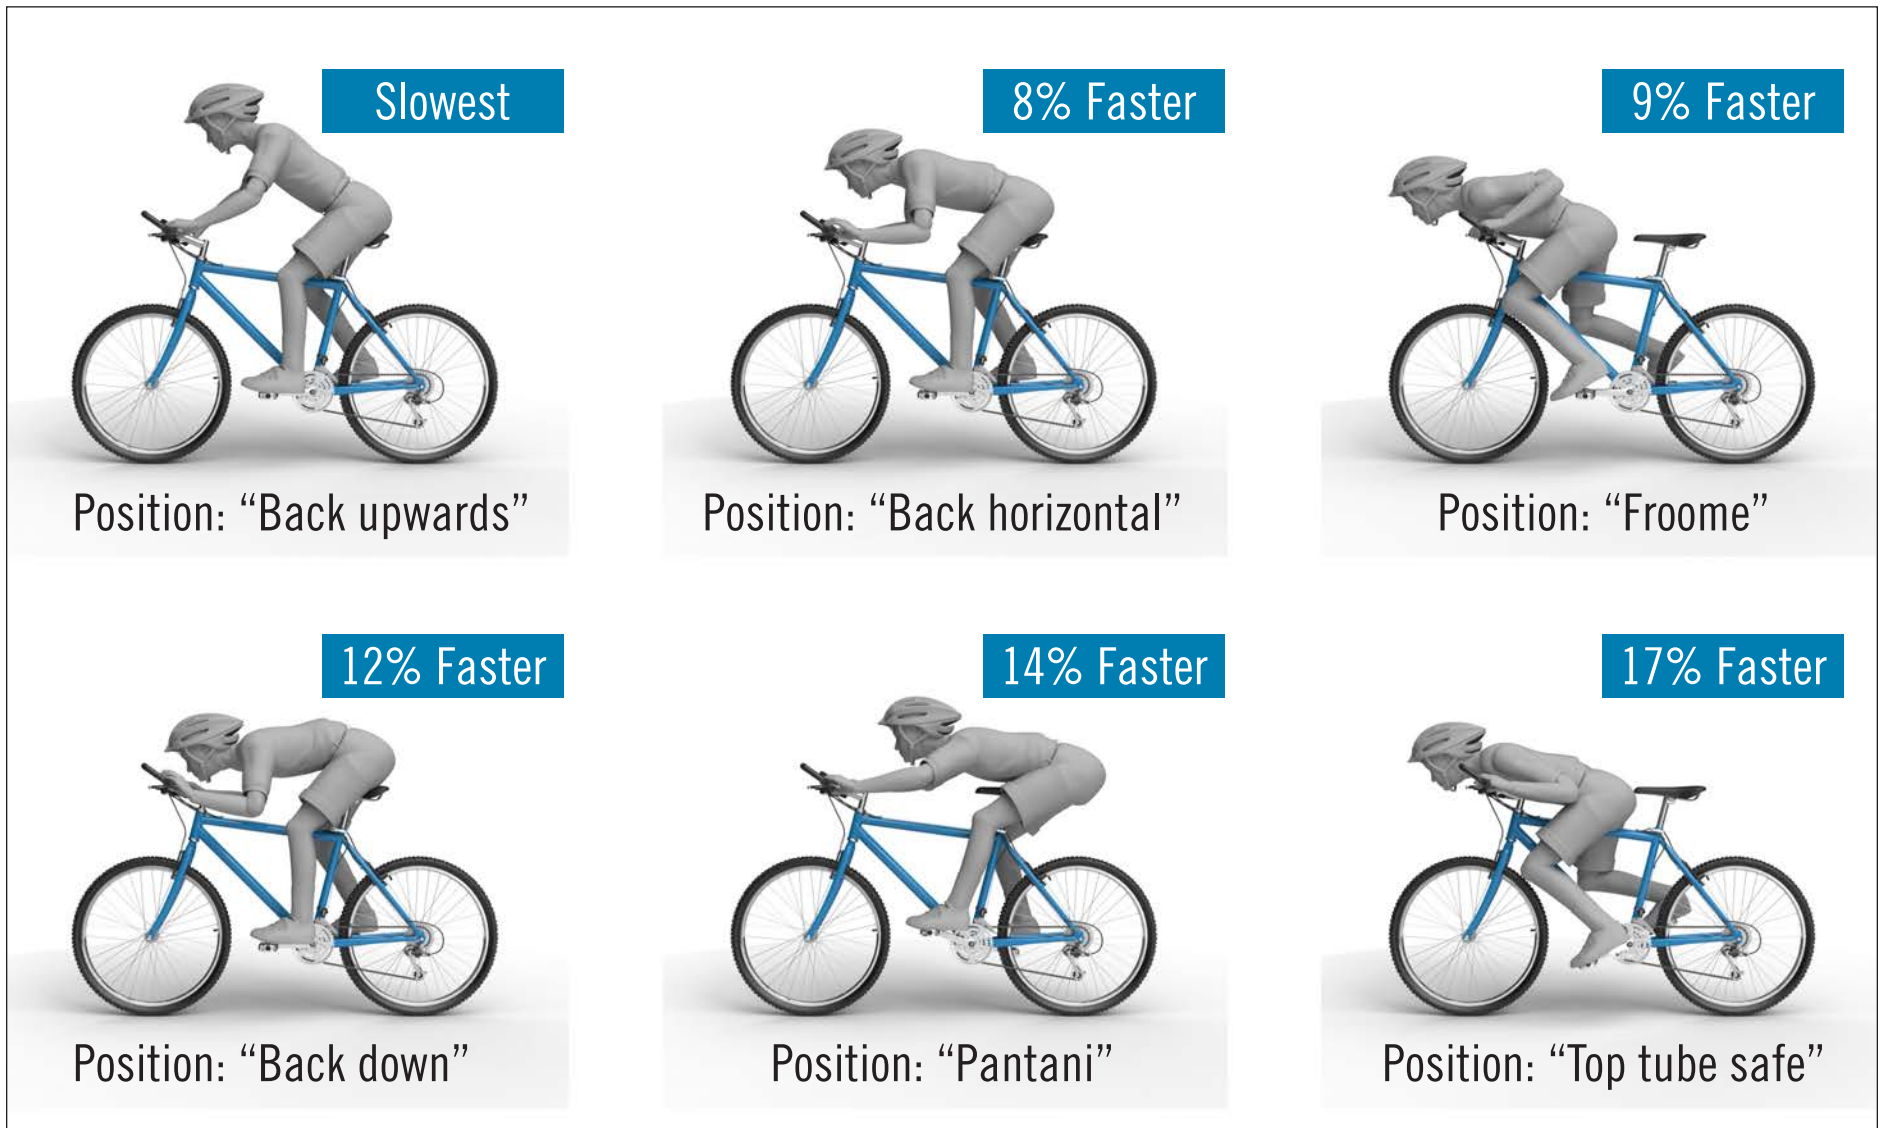 Slowest
8% Faster
9% Faster
Position: “Back upwards”
Position: “Back horizontal”
Position: “Froome”
12% Faster
14% Faster
17% Faster
Position: “Back down”
Position: “Pantani”
Position: “Top tube safe”